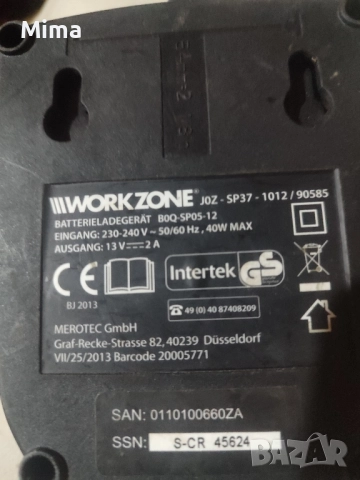 Mima
WORKZONE® J0Z - SP37 - 1012 / 90585
BATTERIELADEGERÄT B0Q-SP05-12
EINGANG: 230-240 V ~ 50/60 Hz, 40W MAX
AUSGANG: 13 V ⎓ 2 A
CE
Intertek GS
BJ 2013
☎ 49 (0) 40 87408209
MEROTEC GmbH
Graf-Recke-Strasse 82, 40239 Düsseldorf
VII/25/2013 Barcode 20005771
SAN: 0110100660ZA
SSN: S-CR 45624
bazar